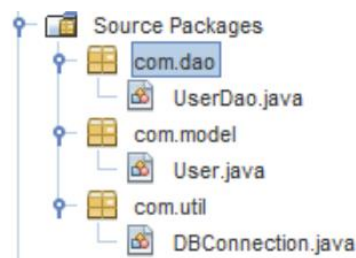 Source Packages
com.dao
UserDao.java
com.model
User.java
com.util
DBConnection.java